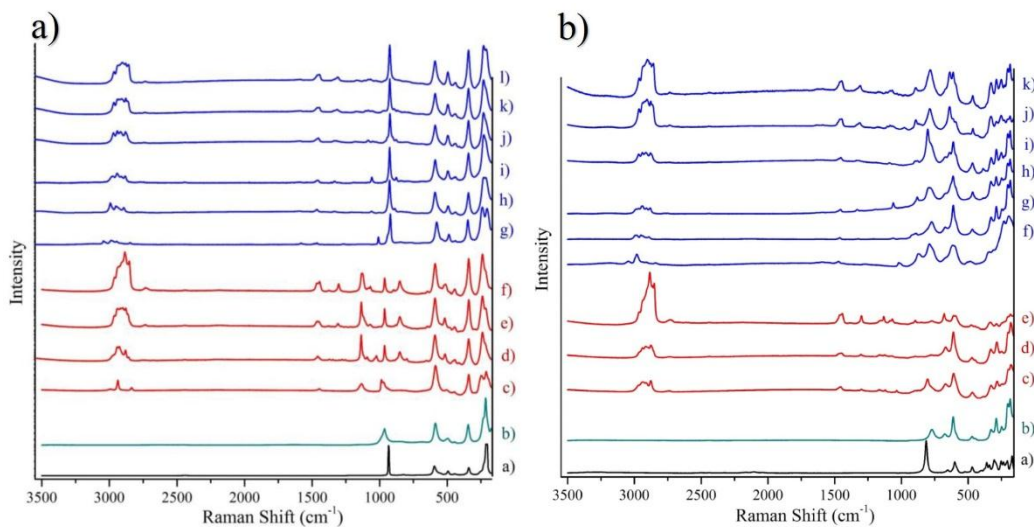 a)
b)
l)
k)
j)
i)
h)
g)
f)
e)
d)
c)
b)
a)
Intensity
3500 3000 2500 2000 1500 1000 500
Raman Shift (cm-1)
k)
j)
i)
h)
g)
f)
e)
d)
c)
b)
a)
Intensity
3500 3000 2500 2000 1500 1000 500
Raman Shift (cm-1)